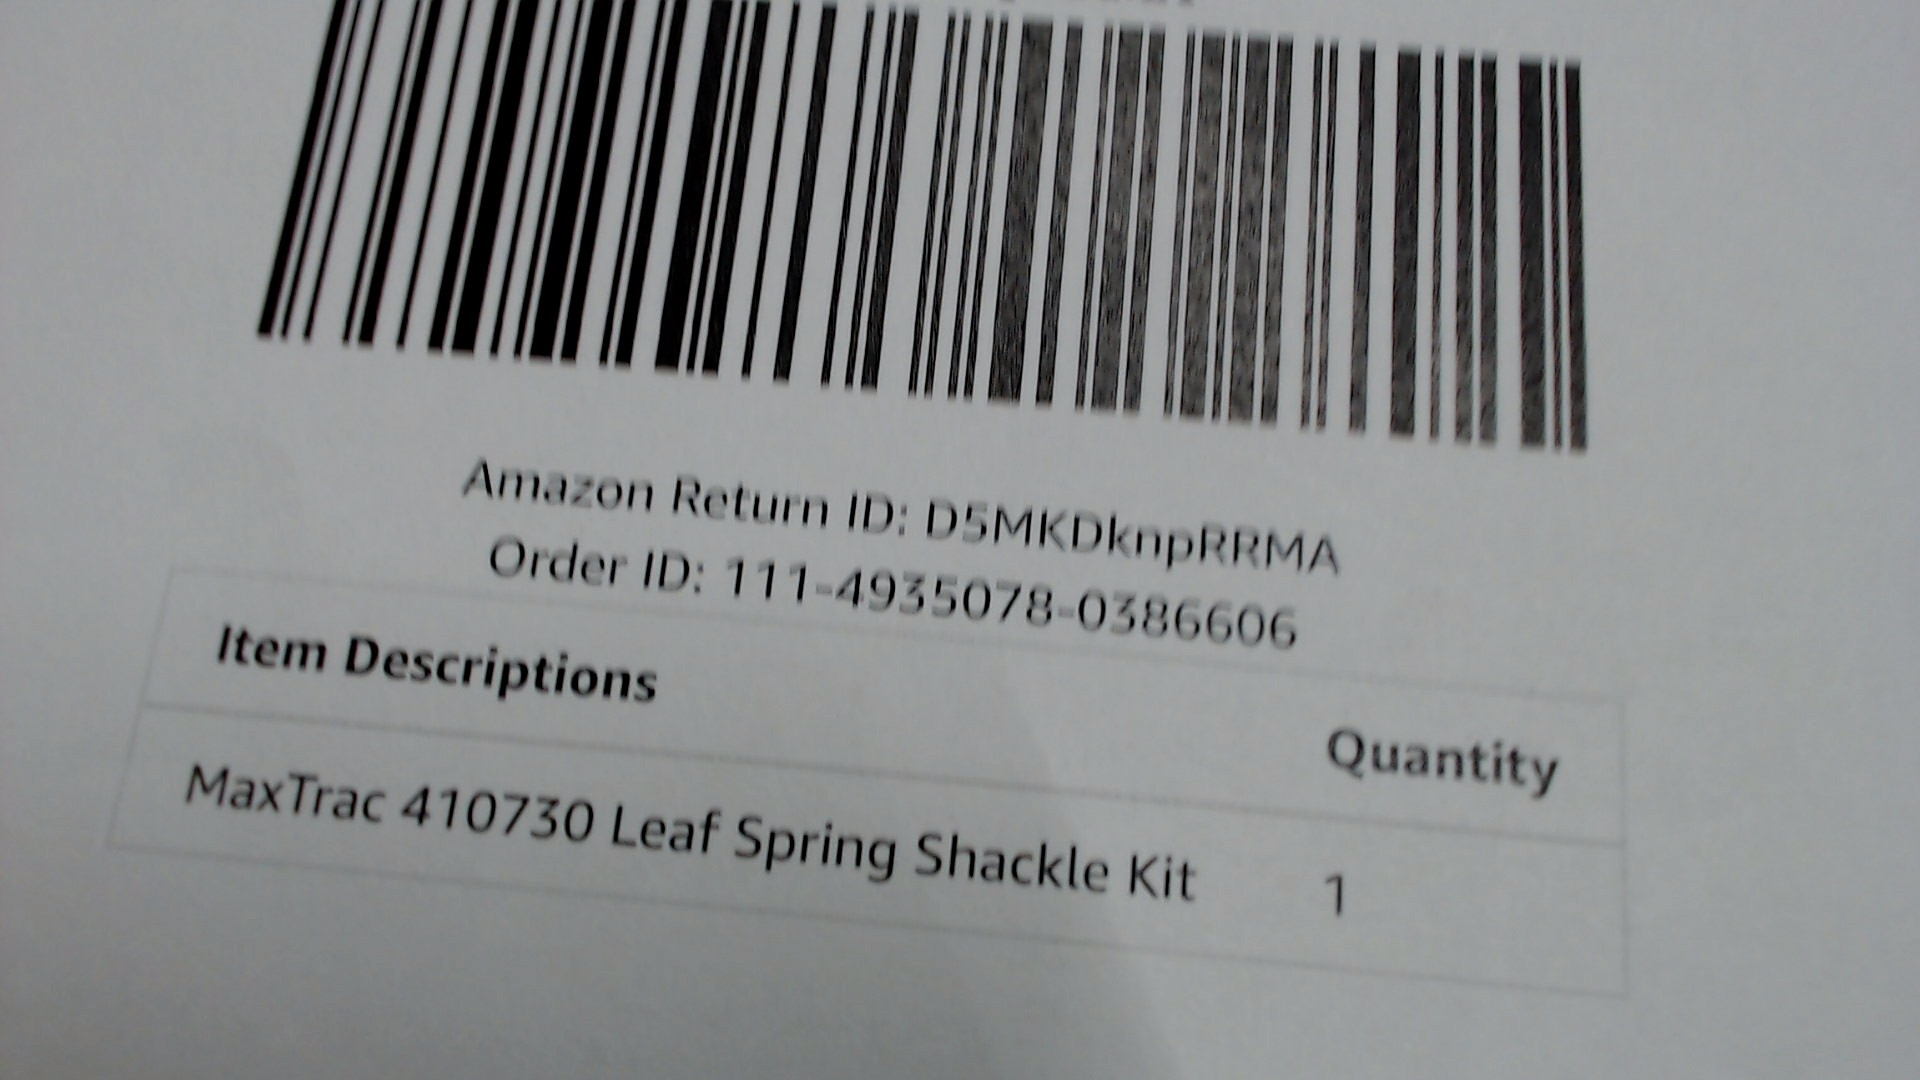 Amazon Return ID: D5MKDknpRRMA
Order ID: 111-4935078-0386606
Item Descriptions
Quantity
MaxTrac 410730 Leaf Spring Shackle Kit
1